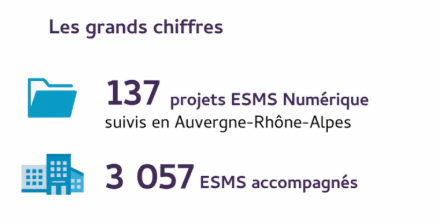 Les grands chiffres
137 projets ESMS Numérique
suivis en Auvergne-Rhône-Alpes
3 057 ESMS accompagnés